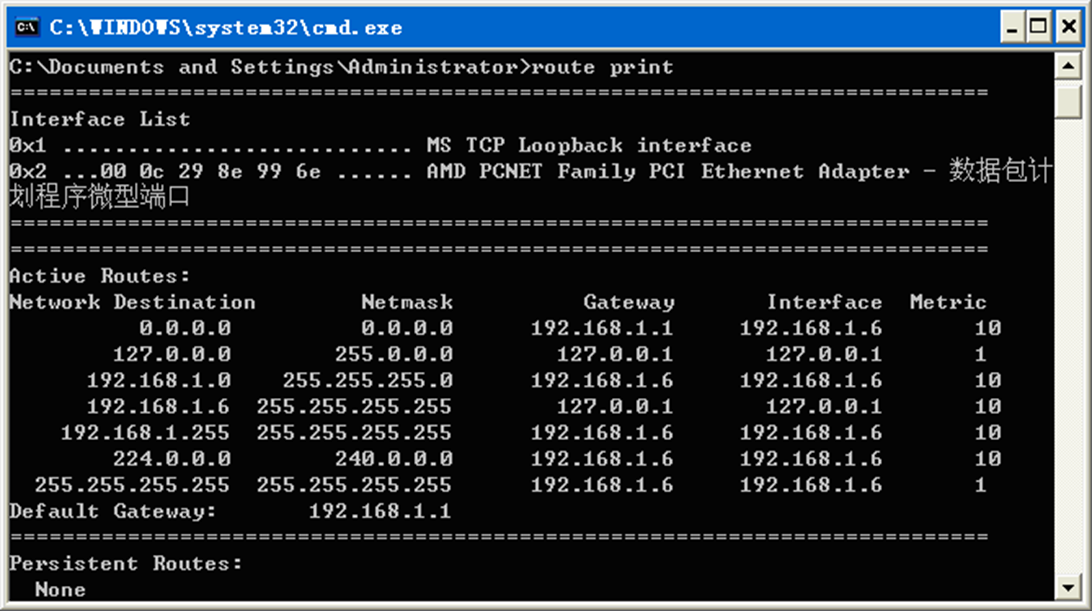 C:\WINDOWS\system32\cmd.exe
C:\Documents and Settings\Administrator>route print
===========================================================================
Interface List
0x1 ........................... MS TCP Loopback interface
0x2 ...00 0c 29 8e 99 6e ...... AMD PCNET Family PCI Ethernet Adapter - 数据包计
划程序微型端口
===========================================================================
===========================================================================
Active Routes:
Network Destination        Netmask          Gateway       Interface  Metric
          0.0.0.0          0.0.0.0      192.168.1.1     192.168.1.6       10
        127.0.0.0        255.0.0.0        127.0.0.1       127.0.0.1       1
      192.168.1.0    255.255.255.0      192.168.1.6     192.168.1.6       10
      192.168.1.6  255.255.255.255        127.0.0.1       127.0.0.1       10
    192.168.1.255  255.255.255.255      192.168.1.6     192.168.1.6       10
        224.0.0.0        240.0.0.0      192.168.1.6     192.168.1.6       10
  255.255.255.255  255.255.255.255      192.168.1.6     192.168.1.6       1
Default Gateway:       192.168.1.1
===========================================================================
Persistent Routes:
  None